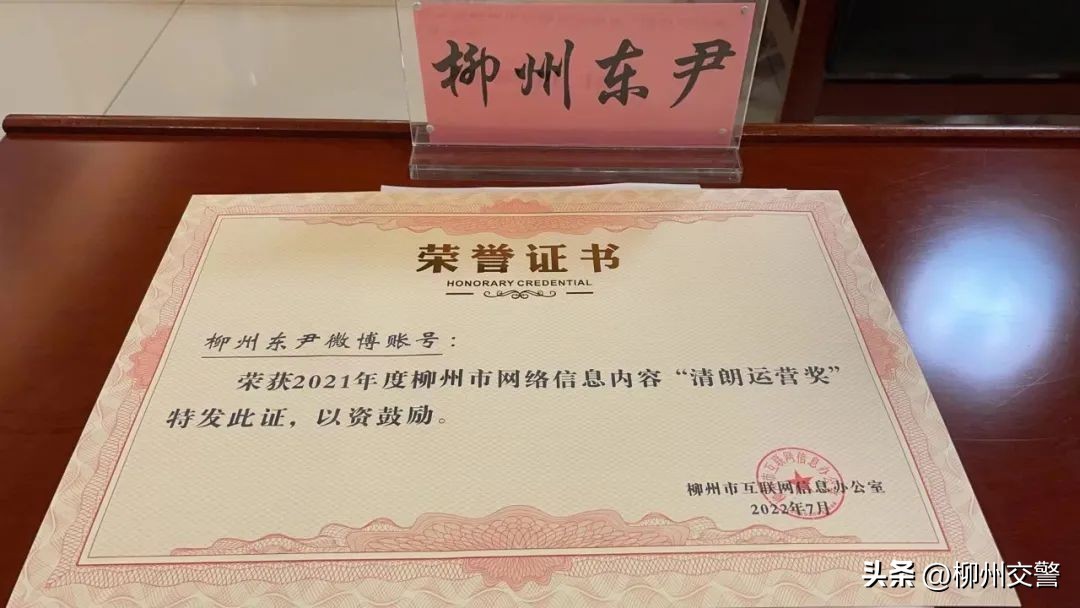 柳州东尹
荣誉证书
HONORARY CREDENTIAL
柳州东尹微博账号：
荣获2021年度柳州市网络信息内容“清朗运营奖”
特发此证，以资鼓励。
柳州市互联网信息办公室
2022年7月
头条 @柳州交警